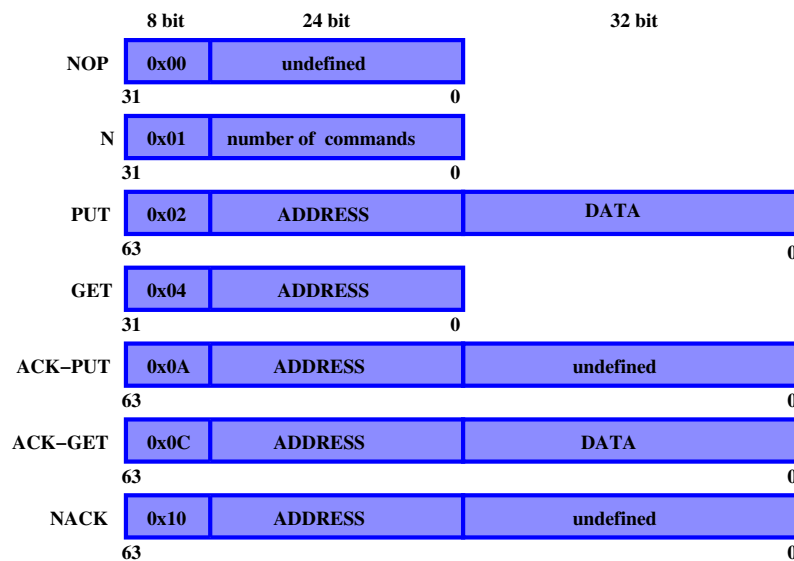 8 bit 24 bit 32 bit
NOP 0x00 undefined
31 0
N 0x01 number of commands
31 0
PUT 0x02 ADDRESS DATA
63 0
GET 0x04 ADDRESS
31 0
ACK−PUT 0x0A ADDRESS undefined
63 0
ACK−GET 0x0C ADDRESS DATA
63 0
NACK 0x10 ADDRESS undefined
63 0